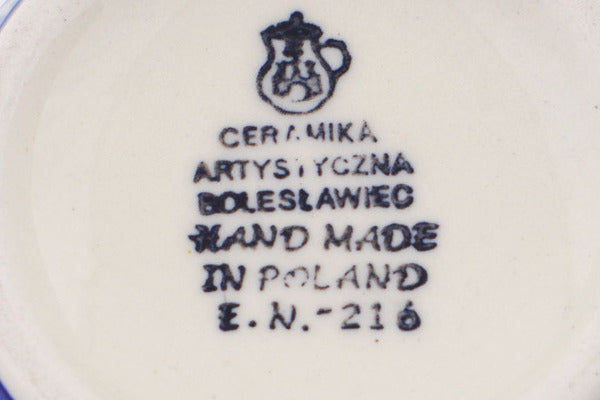 CERAMIKA
ARTYSTYCZNA
BOLESŁAWIEC
HAND MADE
IN POLAND
E.N.-216